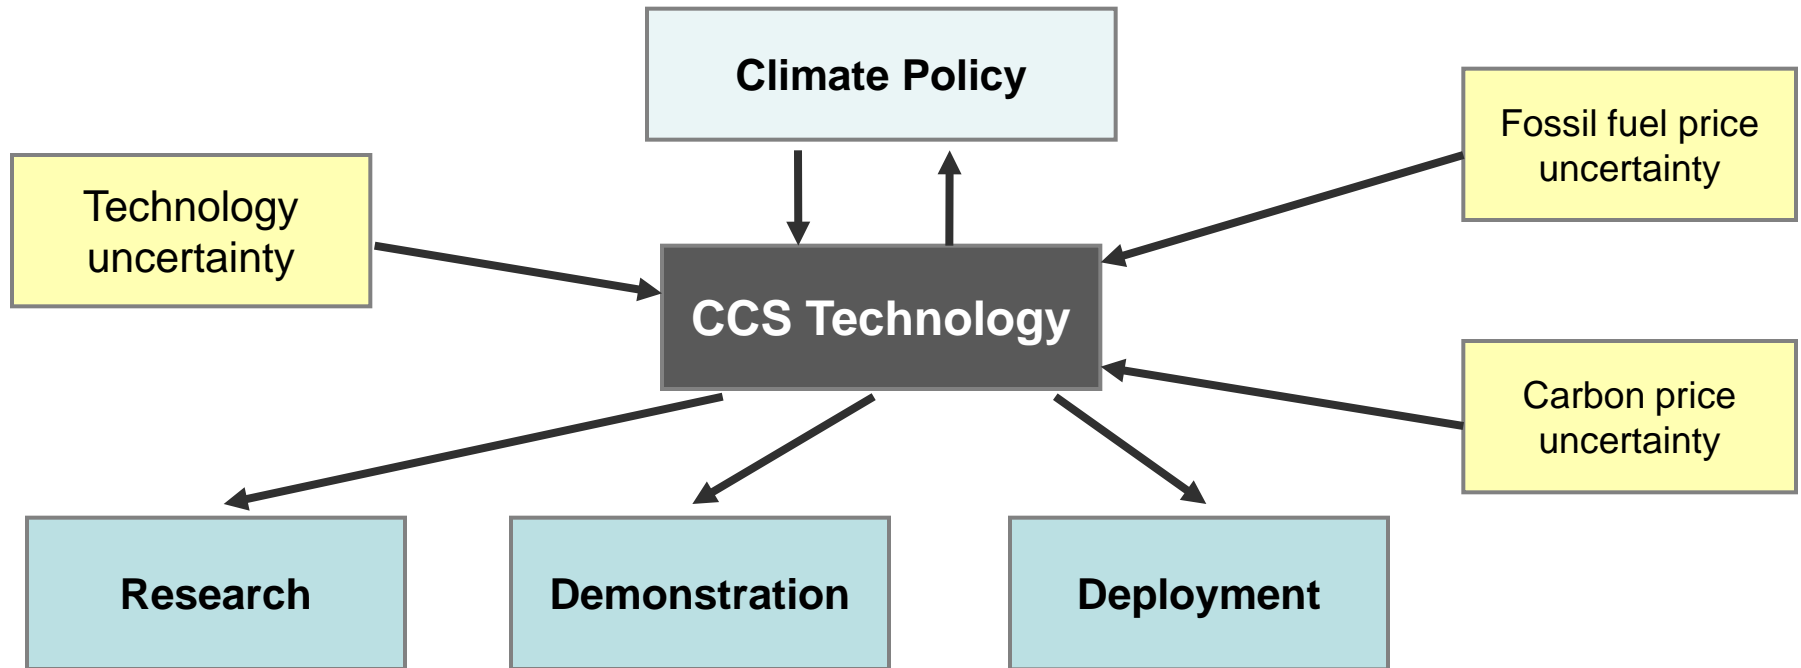 Climate Policy
Fossil fuel price
uncertainty
Technology
uncertainty
CCS Technology
Carbon price
uncertainty
Research
Demonstration
Deployment